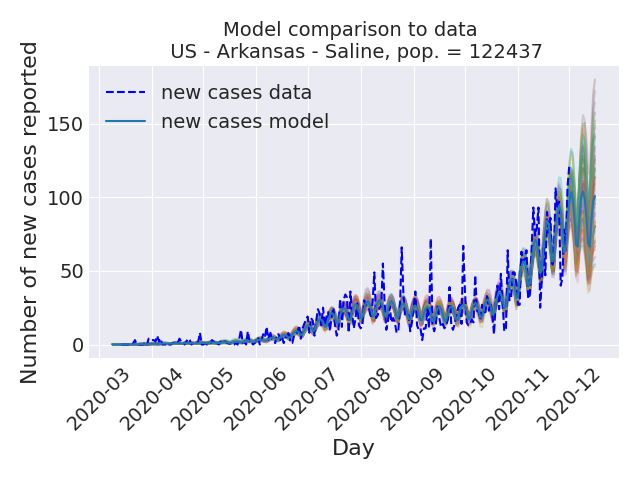 Model comparison to data
US - Arkansas - Saline, pop. = 122437
Number of new cases reported
new cases data
new cases model
150
100
50
0
2020-03
2020-04
2020-05
2020-06
2020-07
2020-08
2020-09
2020-10
2020-11
2020-12
Day